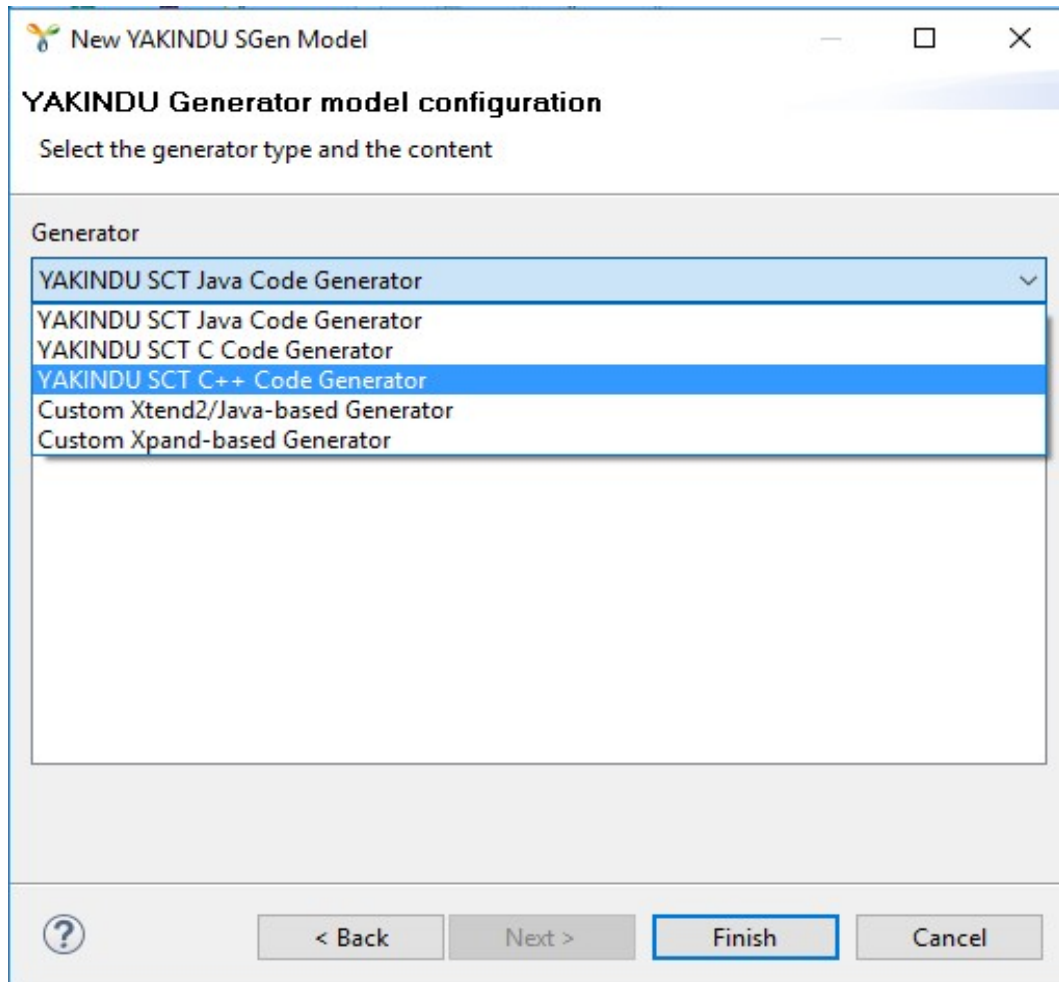 New YAKINDU SGen Model
YAKINDU Generator model configuration
Select the generator type and the content
Generator
YAKINDU SCT Java Code Generator
YAKINDU SCT Java Code Generator
YAKINDU SCT C Code Generator
YAKINDU SCT C++ Code Generator
Custom Xtend2/Java-based Generator
Custom Xpand-based Generator
?
< Back Next > Finish Cancel